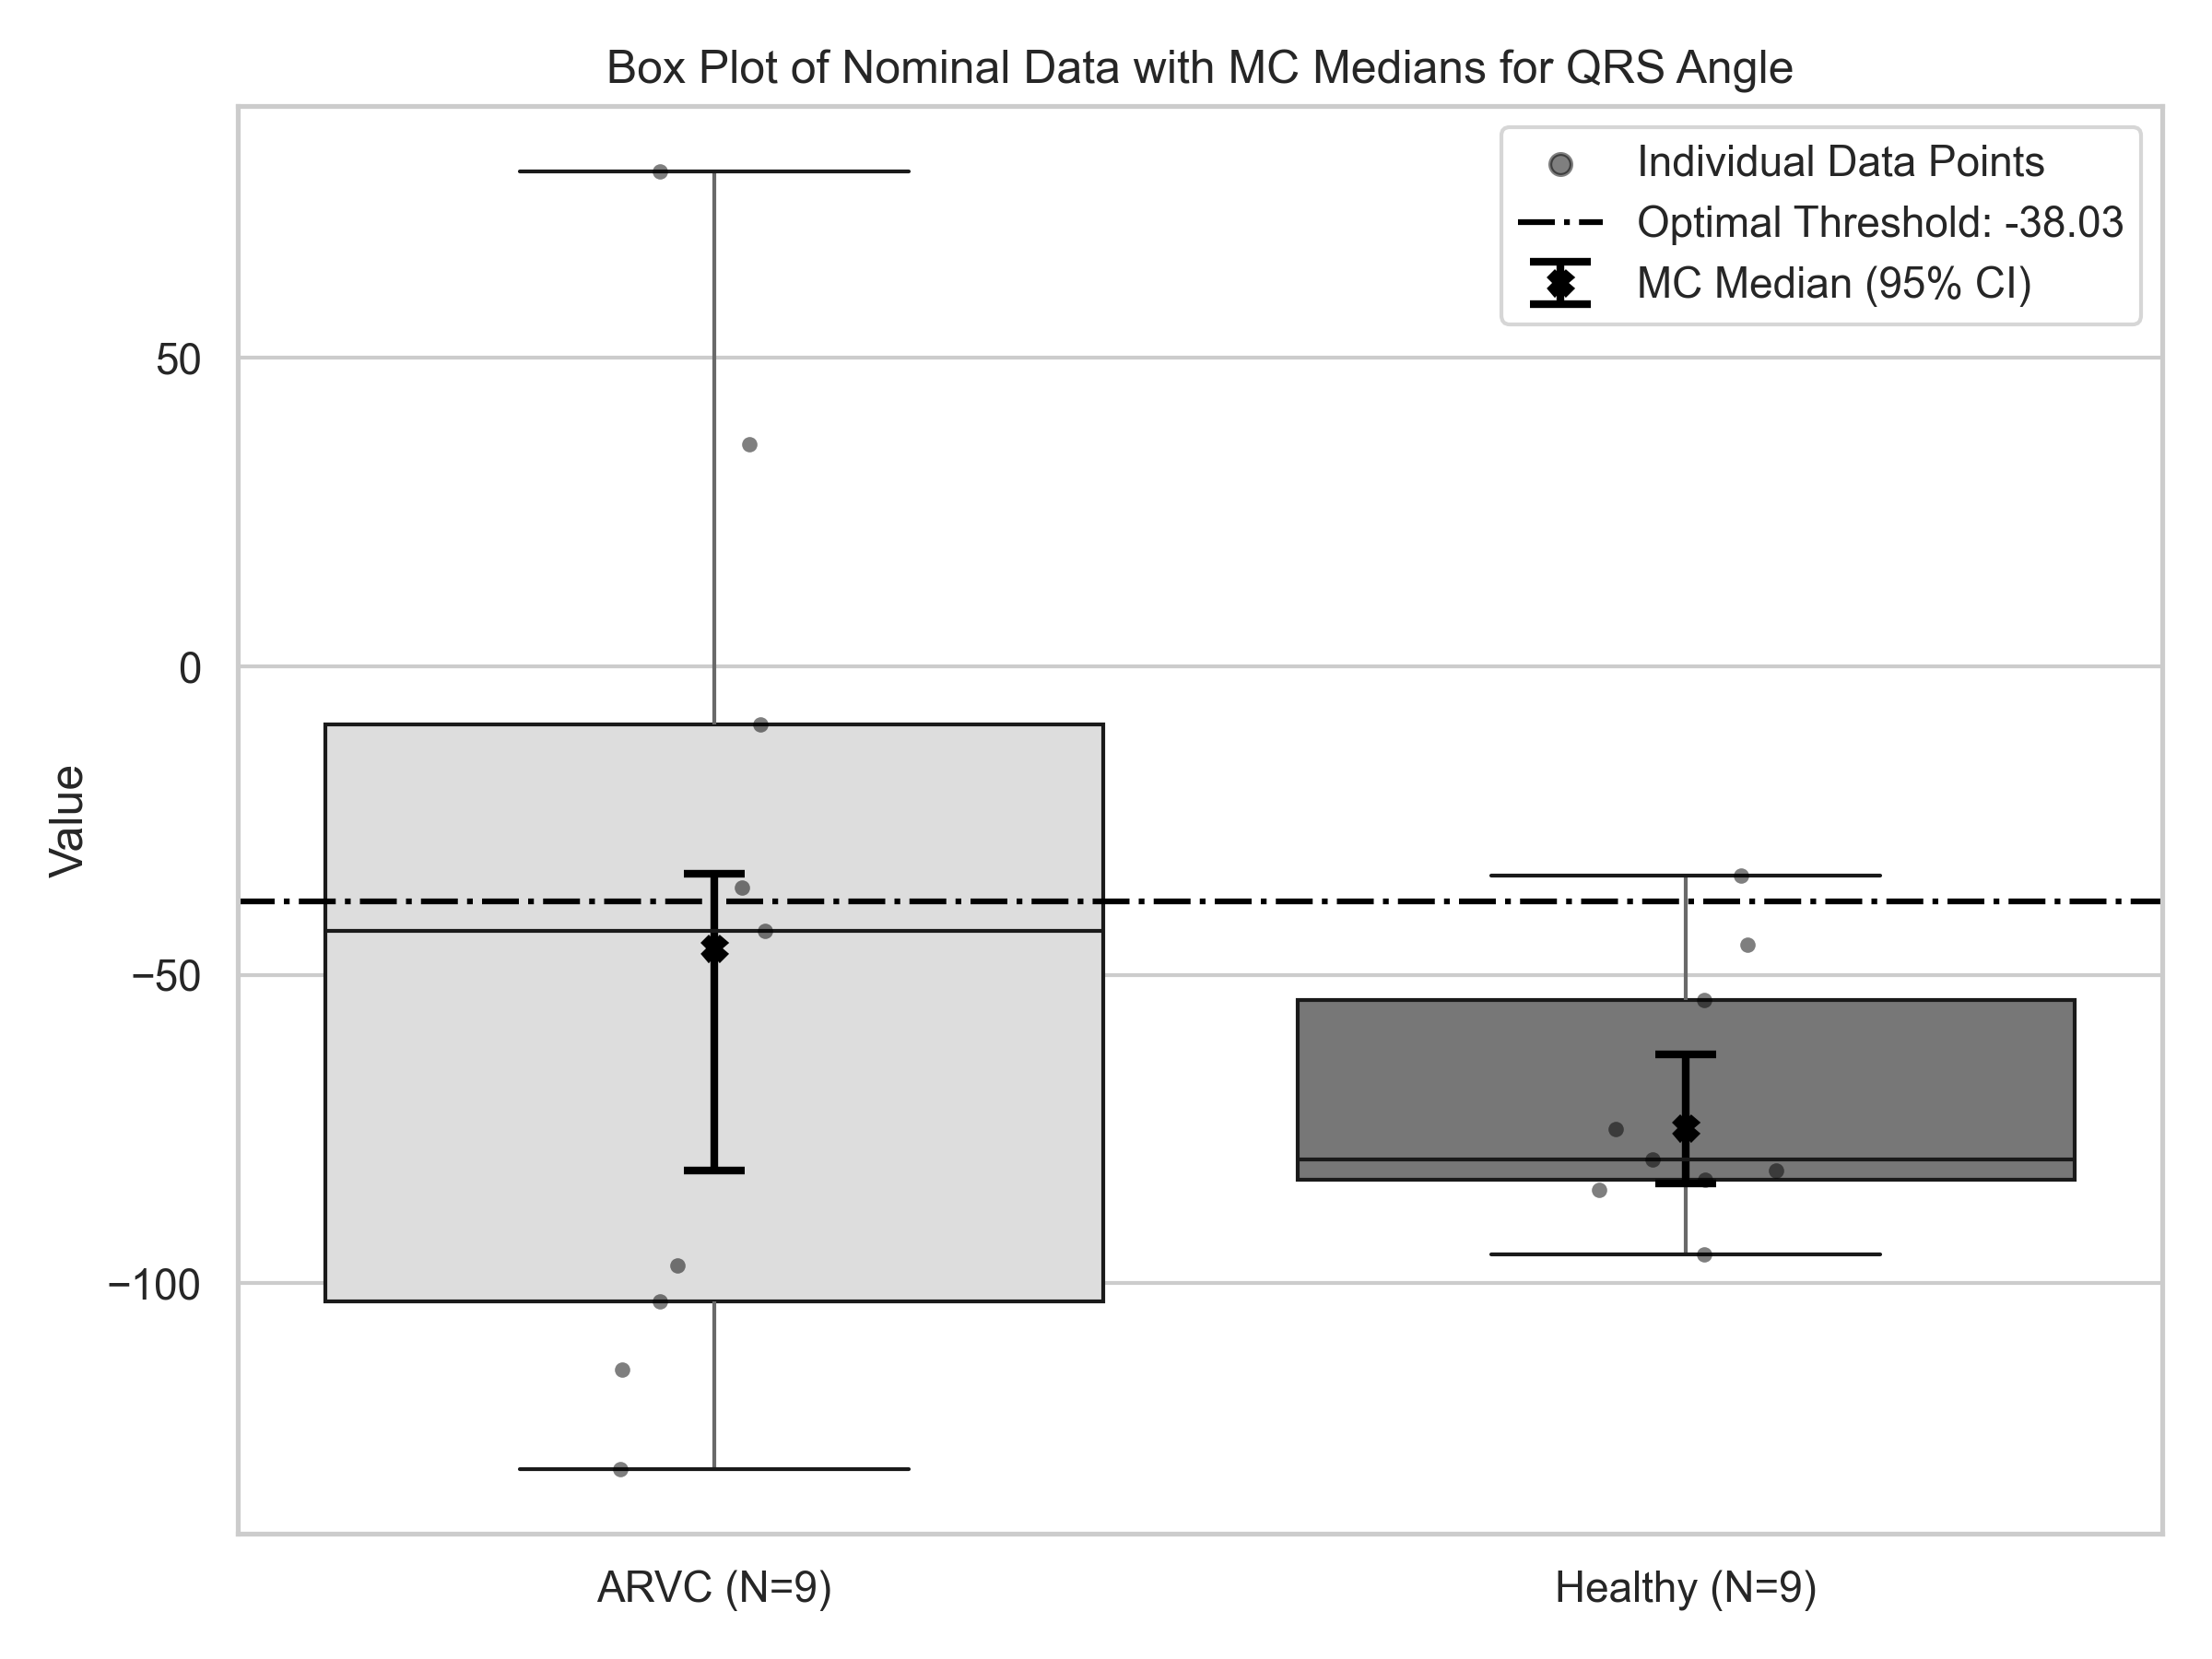 Box Plot of Nominal Data with MC Medians for QRS Angle
Individual Data Points
Optimal Threshold: -38.03
MC Median (95% CI)
50
0
−50
−100
Value
ARVC (N=9)
Healthy (N=9)